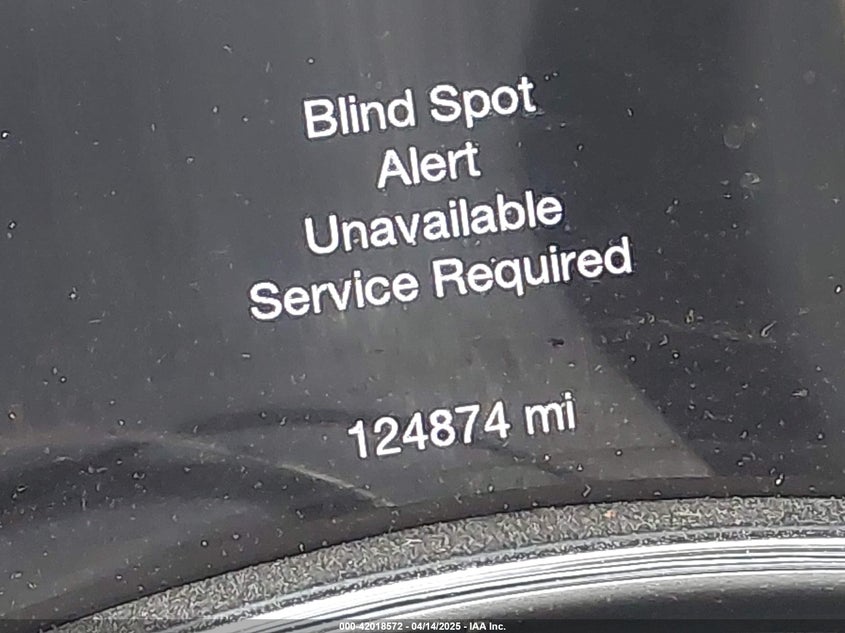 Blind Spot
Alert
Unavailable
Service Required
124874 mi
000-42018572 - 04/14/2025 - IAA Inc.